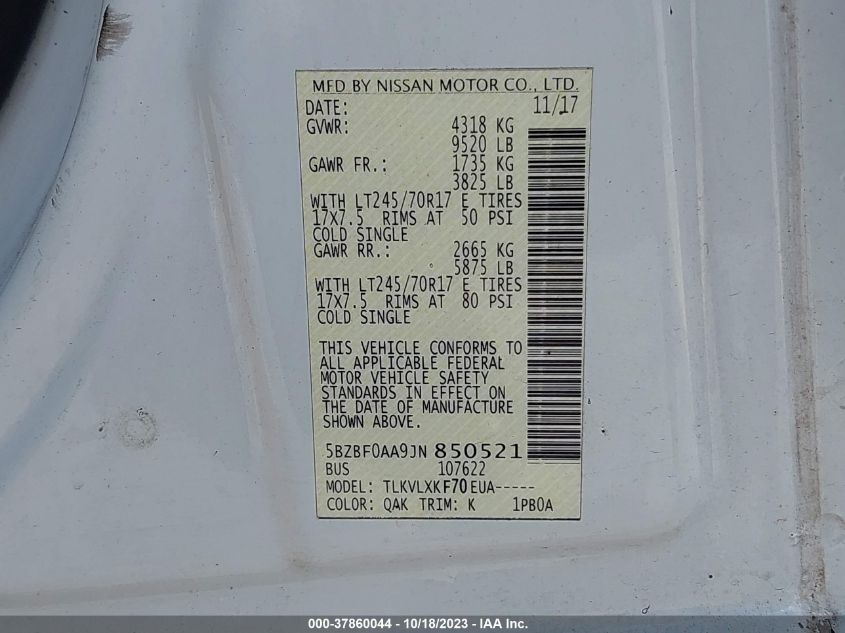 MFD BY NISSAN MOTOR CO., LTD.
DATE: 11/17
GVWR: 4318 KG
9520 LB
GAWR FR.: 1735 KG
3825 LB
WITH LT245/70R17 E TIRES
17X7.5 RIMS AT 50 PSI
COLD SINGLE
GAWR RR.: 2665 KG
5875 LB
WITH LT245/70R17 E TIRES
17X7.5 RIMS AT 80 PSI
COLD SINGLE
THIS VEHICLE CONFORMS TO
ALL APPLICABLE FEDERAL
MOTOR VEHICLE SAFETY
STANDARDS IN EFFECT ON
THE DATE OF MANUFACTURE
SHOWN ABOVE.
5BZBF0AA9JN 850521
BUS 107622
MODEL: TLKVLXKF70EUA-----
COLOR: QAK TRIM: K 1PB0A
000-37860044 - 10/18/2023 - IAA Inc.